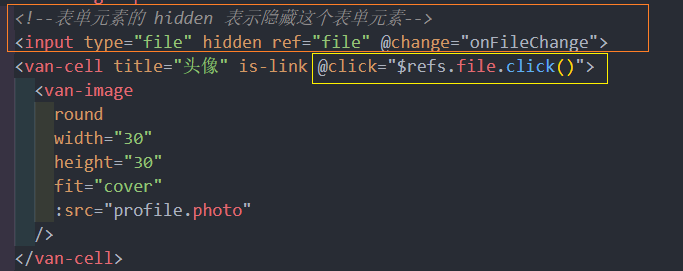 <!--表单元素的 hidden 表示隐藏这个表单元素-->
<input type="file" hidden ref="file" @change="onFileChange">
<van-cell title="头像" is-link @click="$refs.file.click()">
<van-image
round
width="30"
height="30"
fit="cover"
:src="profile.photo"
/>
</van-cell>